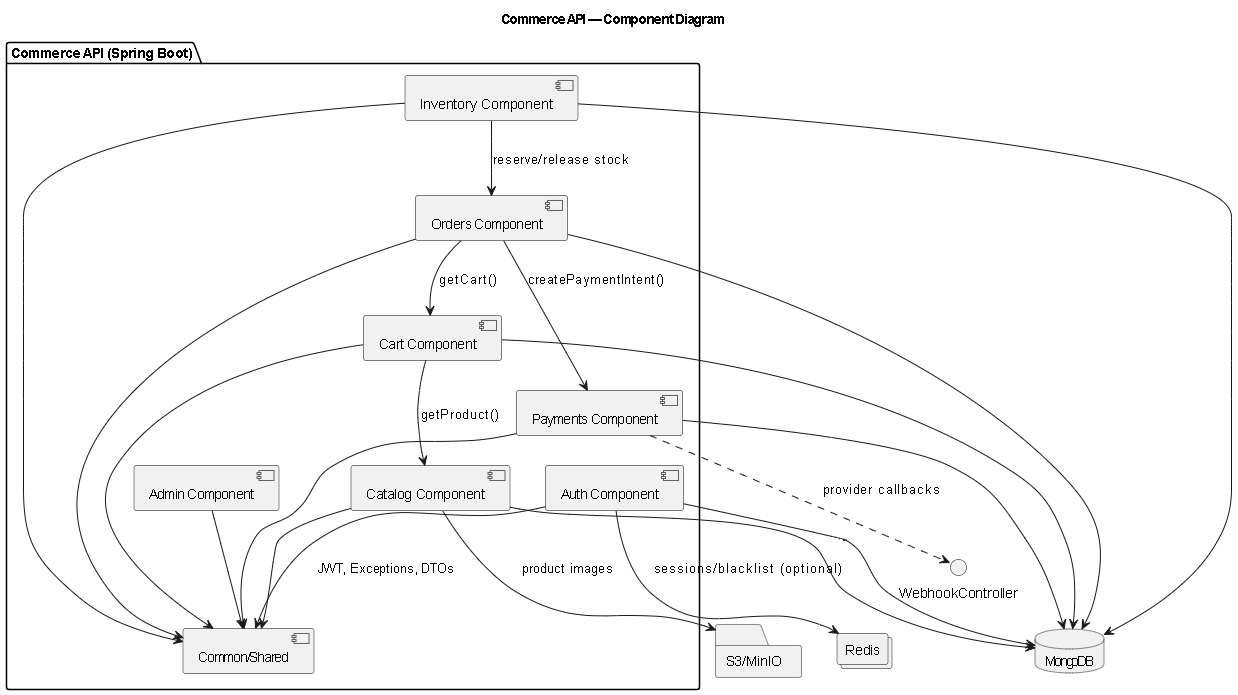 Commerce API — Component Diagram
Commerce API (Spring Boot)
Inventory Component
reserve/release stock
Orders Component
getCart()
createPaymentIntent()
Cart Component
getProduct()
Payments Component
Admin Component
Catalog Component
Auth Component
provider callbacks
JWT, Exceptions, DTOs
product images
sessions/blacklist (optional)
WebhookController
Common/Shared
S3/MinIO
Redis
MongoDB